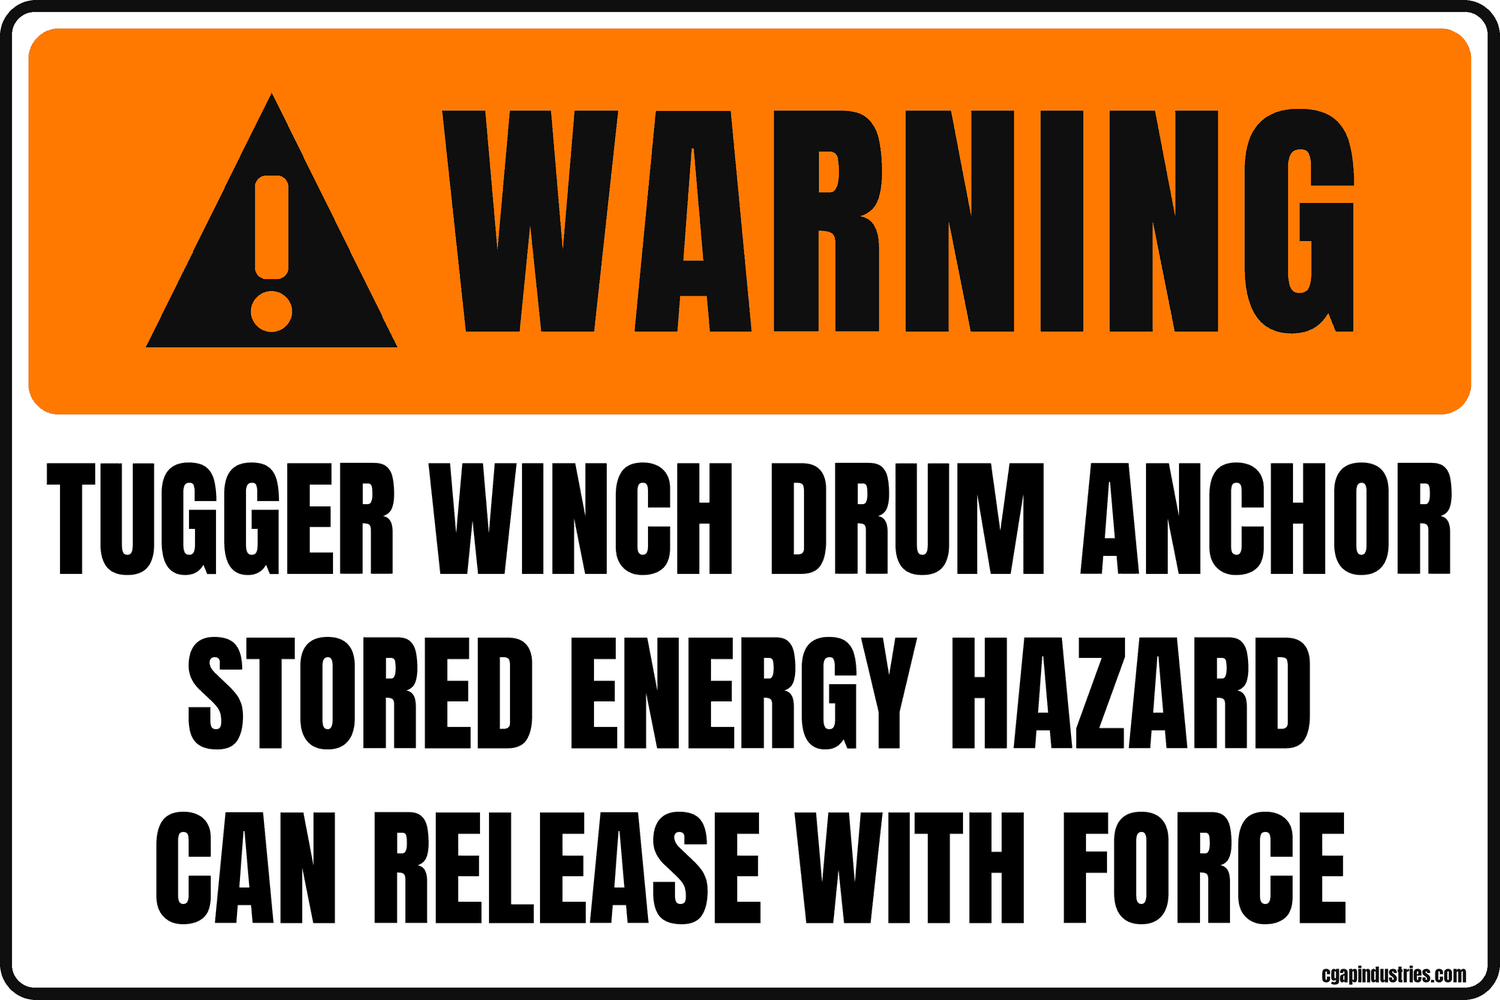 WARNING
TUGGER WINCH DRUM ANCHOR
STORED ENERGY HAZARD
CAN RELEASE WITH FORCE
cgapindustries.com